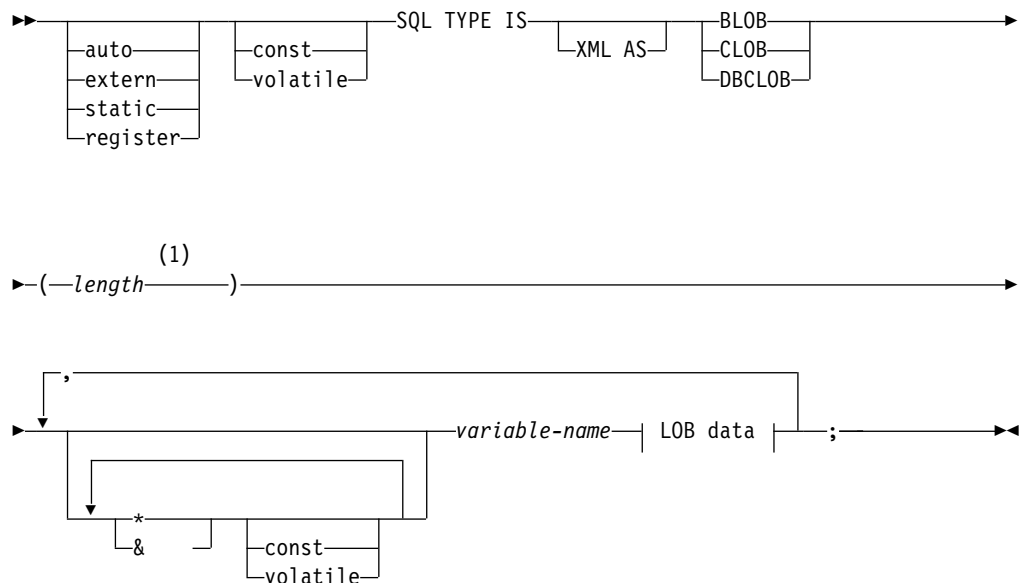 SQL TYPE IS BLOB
auto const XML AS CLOB
extern volatile DBCLOB
static
register
(1)
( length )
,
variable-name LOB data ;
*
& const
volatile